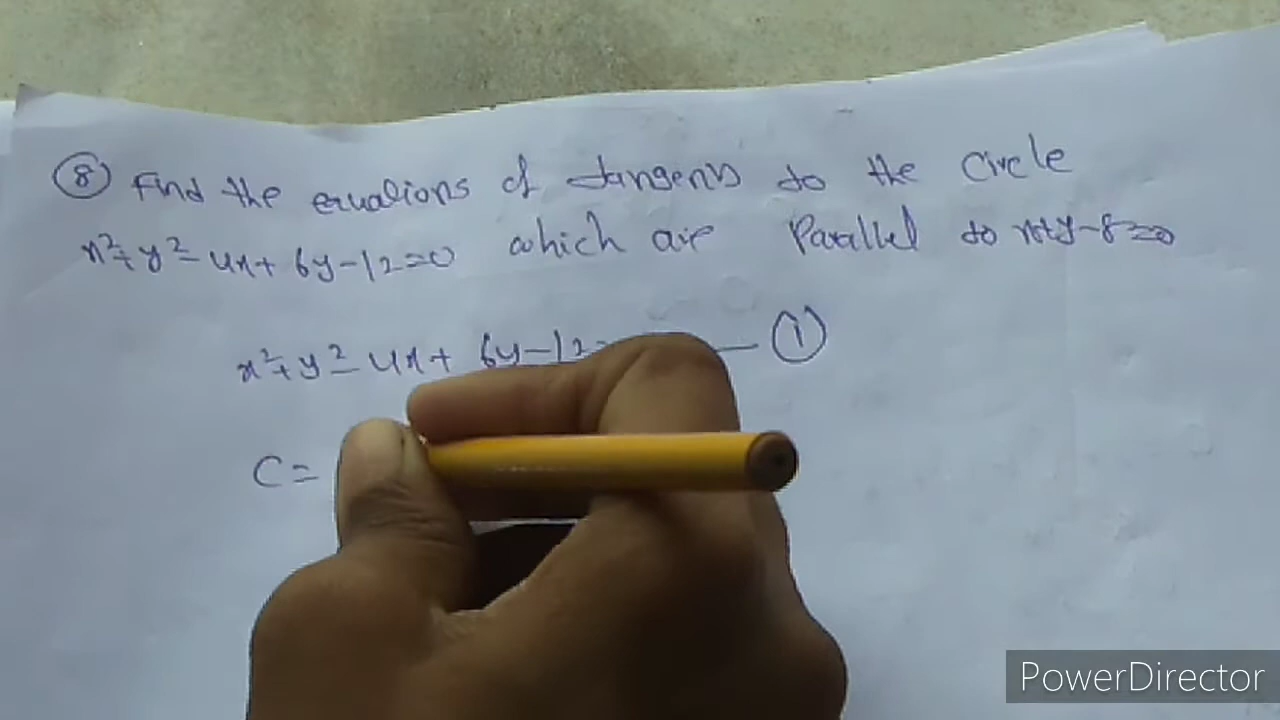 ⑧ Find the equations of tangents to the circle
x²+y²-4x+6y-12=0 which are Parallel to x+y-8=0
x²+y²-4x+6y-12= — ①
C=
PowerDirector